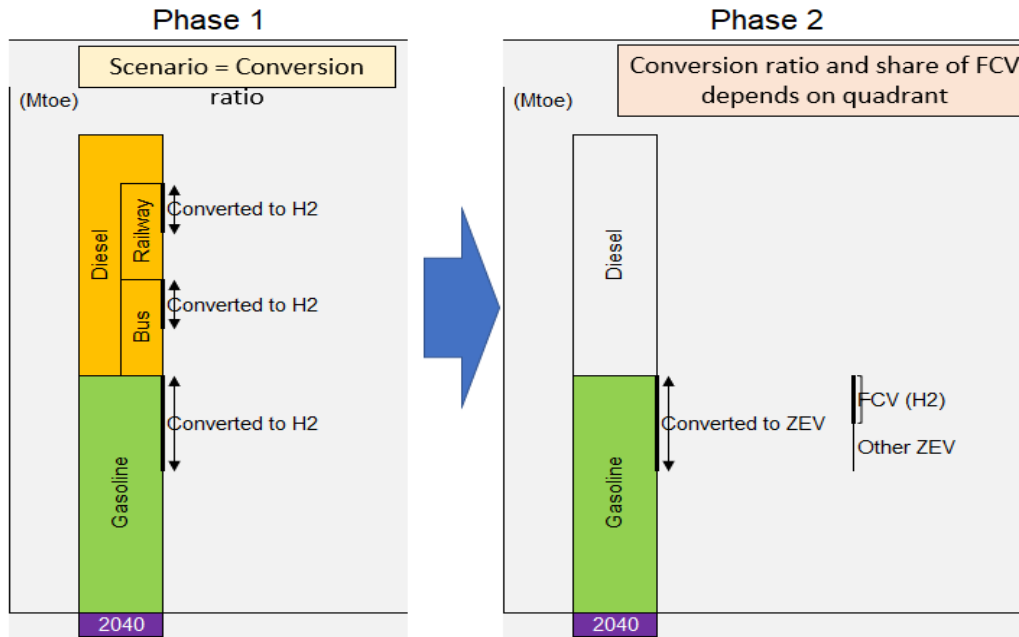 Phase 1
Scenario = Conversion
ratio
(Mtoe)
Diesel
Railway
Converted to H2
Bus
Converted to H2
Gasoline
Converted to H2
2040
Phase 2
Conversion ratio and share of FCV
depends on quadrant
(Mtoe)
Diesel
Gasoline
Converted to ZEV
FCV (H2)
Other ZEV
2040